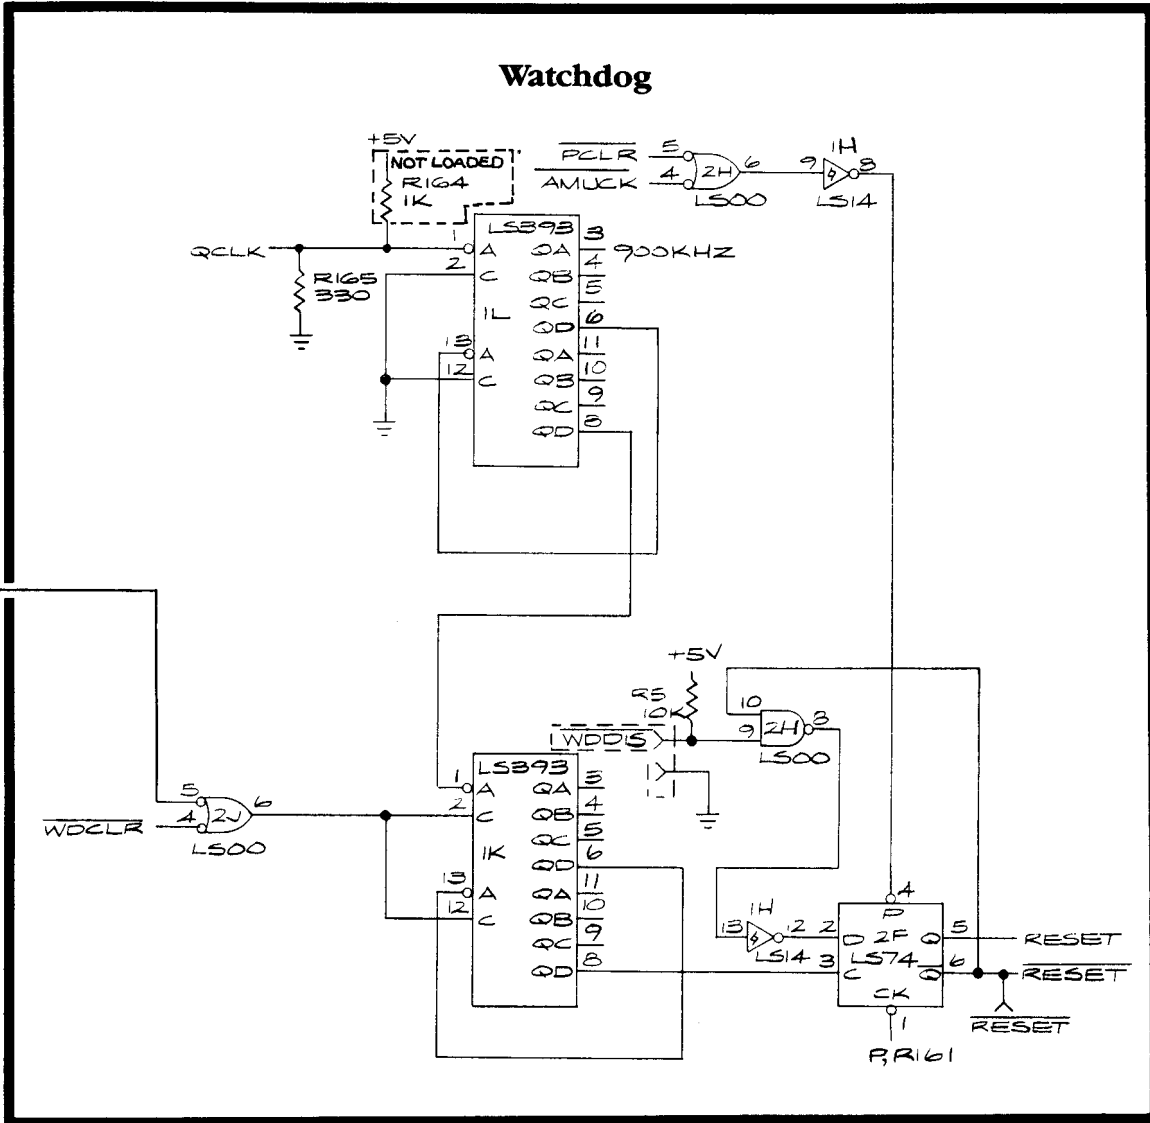 Watchdog
+5V
NOT LOADED
R164
1K
PCLR 5
AMUCK 4
2H
6
LS00
9
1H
8
LS14
QCLK
R165
330
LS393
1L
1 A QA 3 900KHZ
2 C QB 4
QC 5
QD 6
13 A QA 11
12 C QB 10
QC 9
QD 8
+5V
R5
10K
WDDIS
10
9
2H
8
LS00
5
WDCLR 4
2J
6
LS00
LS393
1K
1 A QA 3
2 C QB 4
QC 5
QD 6
13 A QA 11
12 C QB 10
QC 9
QD 8
13
1H
12
LS14
4
P
2 D 2F Q 5 RESET
LS74
3 C Q 6 RESET
CK
1
RESET
P,R161